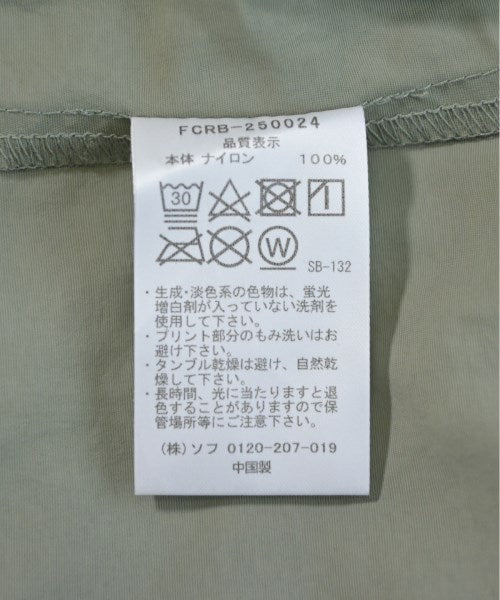 FCRB-250024
品質表示
本体 ナイロン 100%
30
W
SB-132
・生成・淡色系の色物は、蛍光
増白剤が入っていない洗剤を
使用して下さい。
・プリント部分のもみ洗いはお
避け下さい。
・タンブル乾燥は避け、自然乾
燥して下さい。
・長時間、光に当たりますと退
色することがありますので保
管場所等にご注意下さい。
(株)ソフ 0120-207-019
中国製